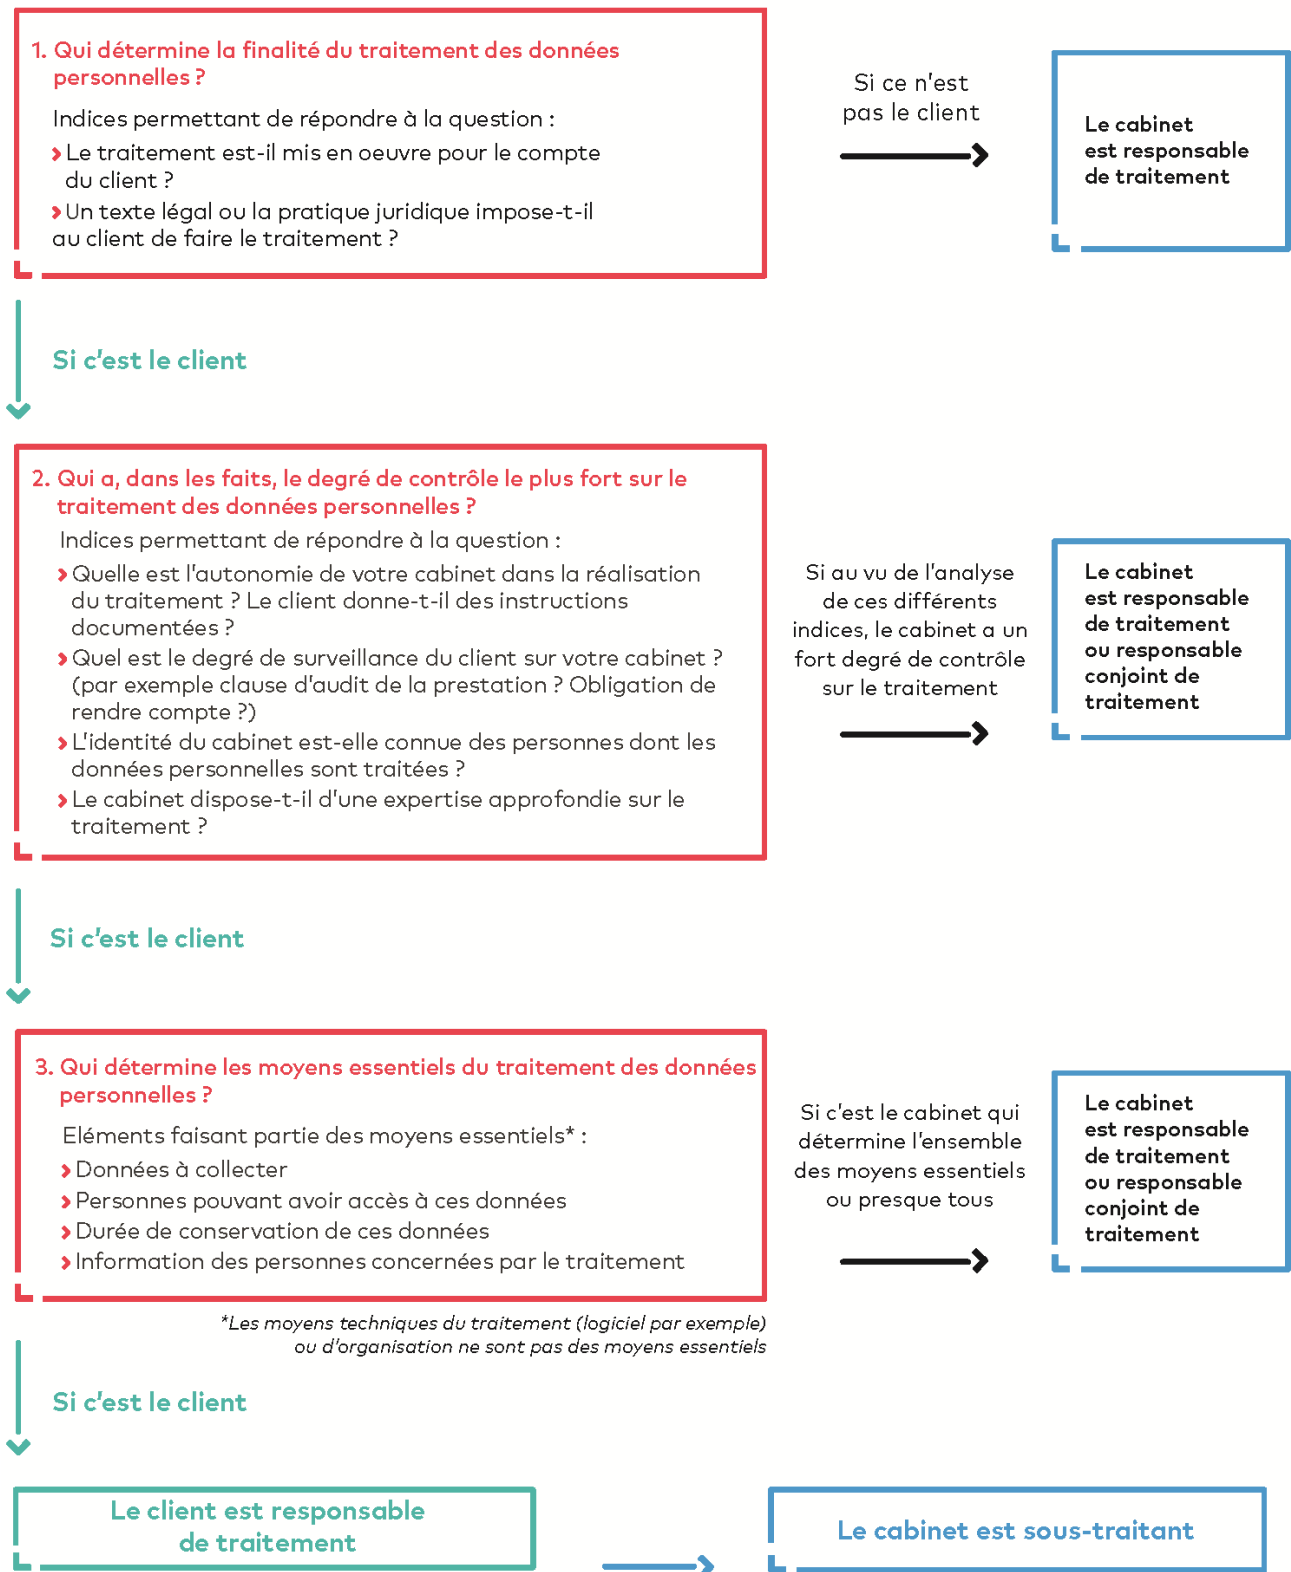 1. Qui détermine la finalité du traitement des données
personnelles ?
Indices permettant de répondre à la question :
Le traitement est-il mis en oeuvre pour le compte
du client ?
Un texte légal ou la pratique juridique impose-t-il
au client de faire le traitement ?
Si ce n'est
pas le client
Le cabinet
est responsable
de traitement
Si c'est le client
2. Qui a, dans les faits, le degré de contrôle le plus fort sur le
traitement des données personnelles ?
Indices permettant de répondre à la question :
Quelle est l'autonomie de votre cabinet dans la réalisation
du traitement ? Le client donne-t-il des instructions
documentées ?
Quel est le degré de surveillance du client sur votre cabinet ?
(par exemple clause d'audit de la prestation ? Obligation de
rendre compte ?)
L'identité du cabinet est-elle connue des personnes dont les
données personnelles sont traitées ?
Le cabinet dispose-t-il d'une expertise approfondie sur le
traitement ?
Si au vu de l'analyse
de ces différents
indices, le cabinet a un
fort degré de contrôle
sur le traitement
Le cabinet
est responsable
de traitement
ou responsable
conjoint de
traitement
Si c'est le client
3. Qui détermine les moyens essentiels du traitement des données
personnelles ?
Eléments faisant partie des moyens essentiels* :
Données à collecter
Personnes pouvant avoir accès à ces données
Durée de conservation de ces données
Information des personnes concernées par le traitement
Si c'est le cabinet qui
détermine l'ensemble
des moyens essentiels
ou presque tous
Le cabinet
est responsable
de traitement
ou responsable
conjoint de
traitement
*Les moyens techniques du traitement (logiciel par exemple)
ou d'organisation ne sont pas des moyens essentiels
Si c'est le client
Le client est responsable
de traitement
Le cabinet est sous-traitant